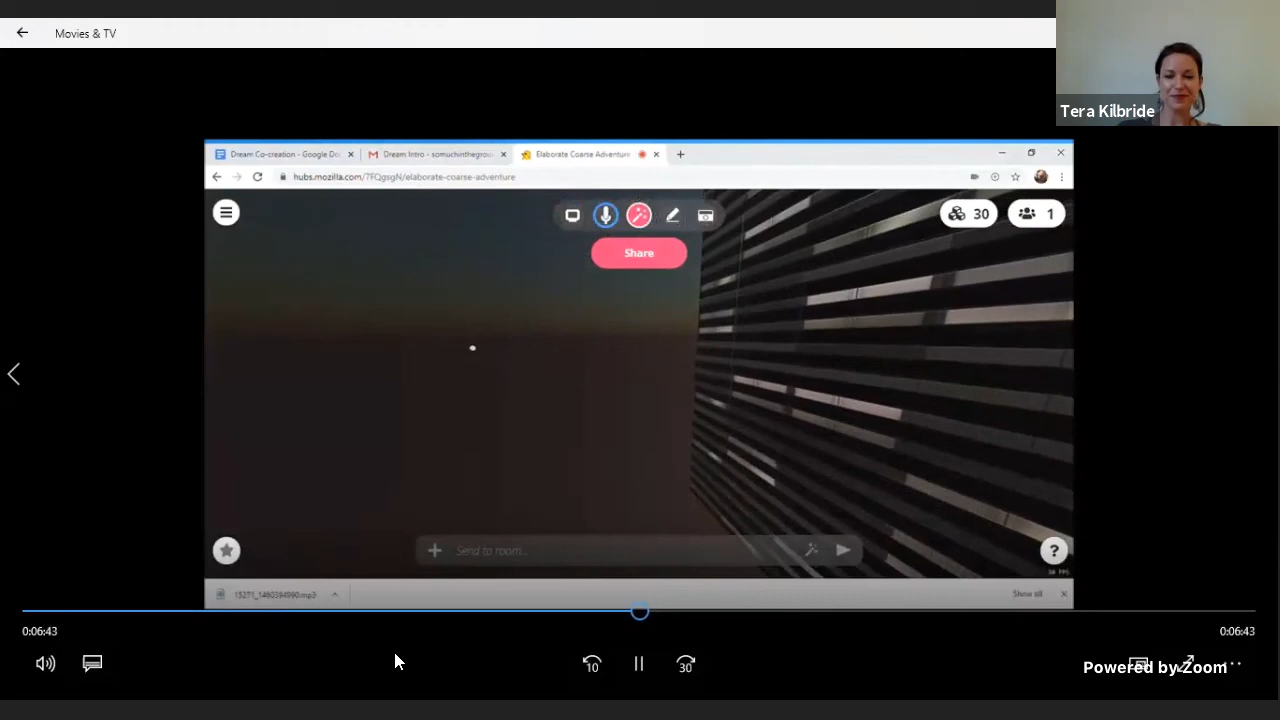 Movies & TV
Tera Kilbride
Dream Co-creation - Google Do
Dream Intro - somuchinthegrou
Elaborate Coarse Adventure
hubs.mozilla.com/7FQgsgN/elaborate-coarse-adventure
30
1
Share
Send to room...
?
15271_1460394990.mp3
Show all
0:06:43
0:06:43
10
30
Powered by Zoom